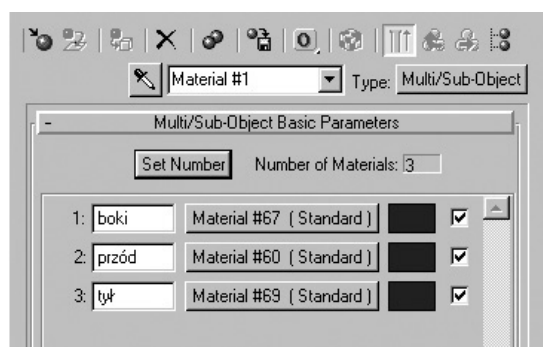 Material #1 Type: Multi/Sub-Object
- Multi/Sub-Object Basic Parameters
Set Number Number of Materials: 3
1: boki Material #67 ( Standard )
2: przód Material #60 ( Standard )
3: tył Material #69 ( Standard )